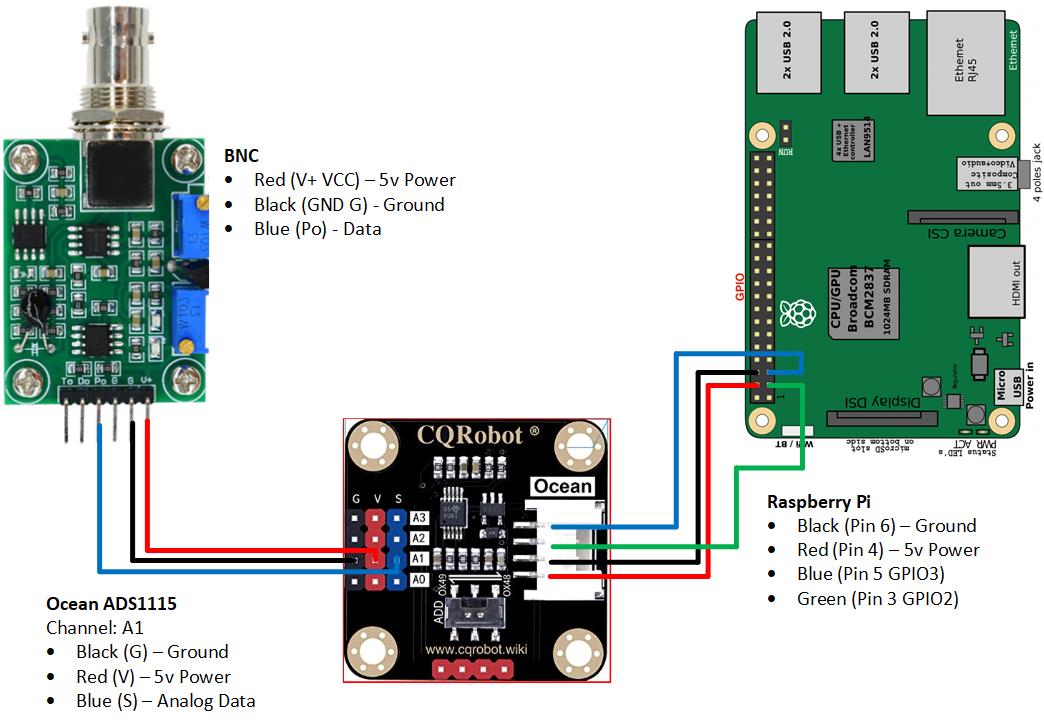 BNC
• Red (V+ VCC) – 5v Power
• Black (GND G) - Ground
• Blue (Po) - Data
To Do Po G G V+
Ocean ADS1115
Channel: A1
• Black (G) – Ground
• Red (V) – 5v Power
• Blue (S) – Analog Data
CQRobot ®
Ocean
G V S
A3
A2
A1
A0
ADD
0X49
0X48
www.cqrobot.wiki
2x USB 2.0
2x USB 2.0
Ethernet
RJ45
Ethernet
RUN
4x USB +
Ethernet
controller
LAN9514
3.5mm out
Composite
Video+audio
4 poles jack
Camera CSI
GPIO
CPU/GPU
Broadcom
BCM2837
1024MB SDRAM
HDMI out
Regulator
Micro
USB
Power in
1
Display DSI
Wifi / BT
microSD slot
on bottom side
PWR ACT
Status LED's
Raspberry Pi
• Black (Pin 6) – Ground
• Red (Pin 4) – 5v Power
• Blue (Pin 5 GPIO3)
• Green (Pin 3 GPIO2)